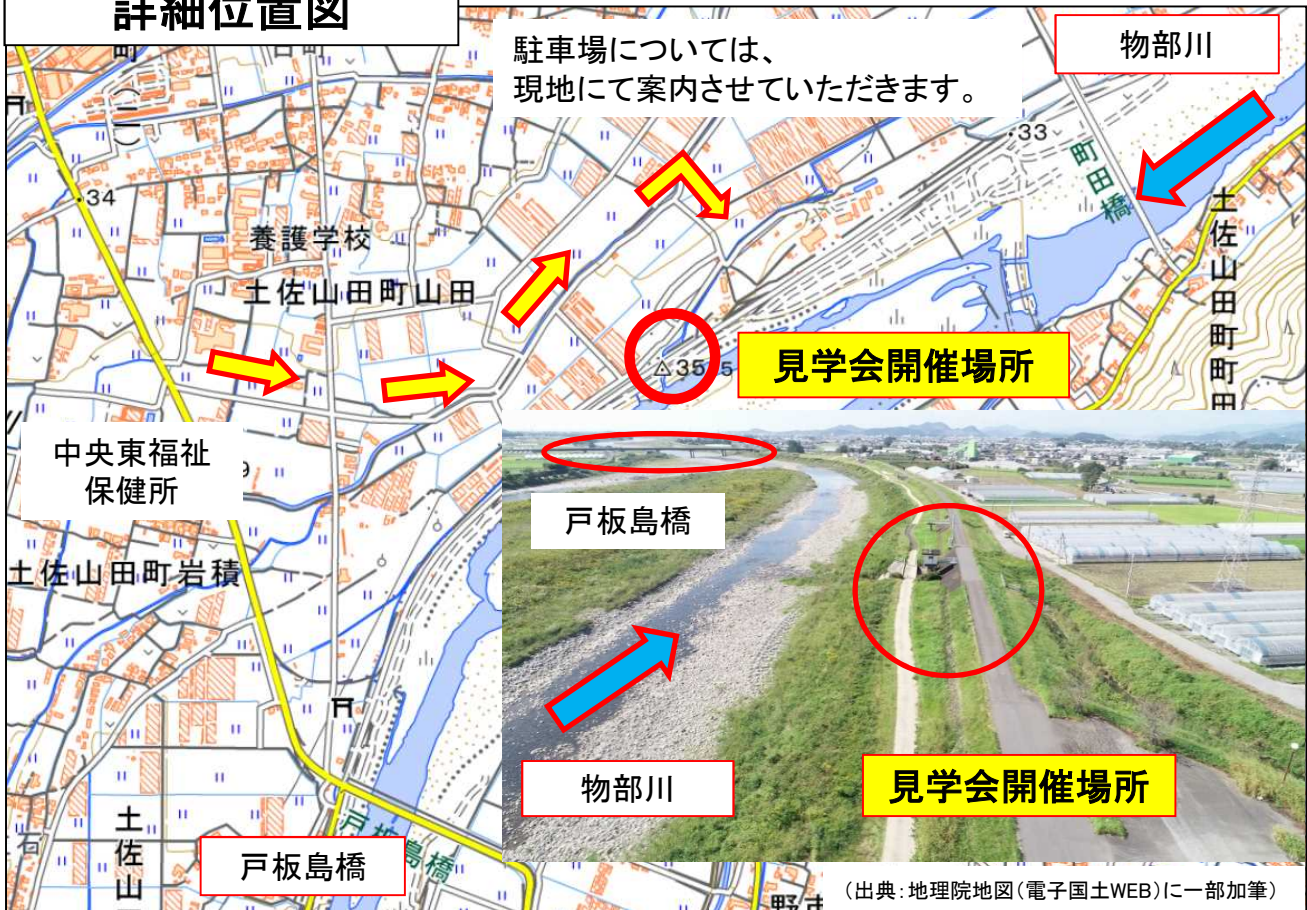 詳細位置図
駐車場については、
現地にて案内させていただきます。
物部川
町
33
町田橋
34
養護学校
土佐山田町山田
土佐山田町町田
35
見学会開催場所
中央東福祉
保健所
土佐山田町岩積
戸板島橋
物部川
見学会開催場所
土佐山
戸板島橋
戸板島橋
（出典：地理院地図（電子国土WEB）に一部加筆）